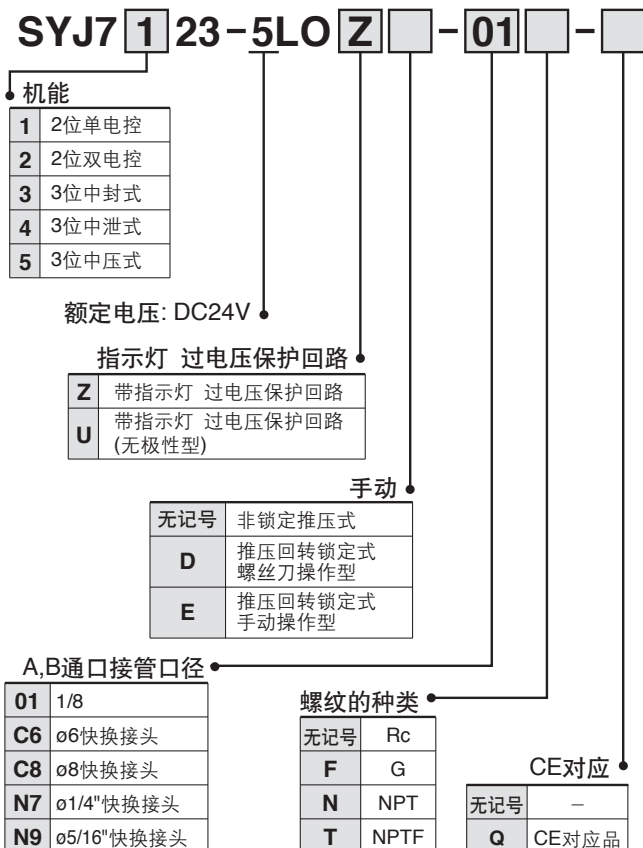 SYJ7 1 23-5LO Z - 01 -
机能
1 2位单电控
2 2位双电控
3 3位中封式
4 3位中泄式
5 3位中压式
额定电压: DC24V
指示灯 过电压保护回路
Z 带指示灯 过电压保护回路
U 带指示灯 过电压保护回路
(无极性型)
手动
无记号 非锁定推压式
D 推压回转锁定式
螺丝刀操作型
E 推压回转锁定式
手动操作型
A,B通口接管口径
01 1/8
C6 ø6快换接头
C8 ø8快换接头
N7 ø1/4"快换接头
N9 ø5/16"快换接头
螺纹的种类
无记号 Rc
F G
N NPT
T NPTF
CE对应
无记号 –
Q CE对应品